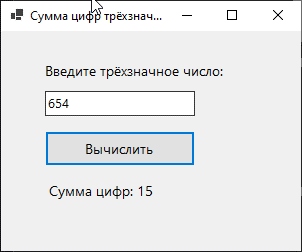 Сумма цифр трёхзнач...
Введите трёхзначное число:
654
Вычислить
Сумма цифр: 15